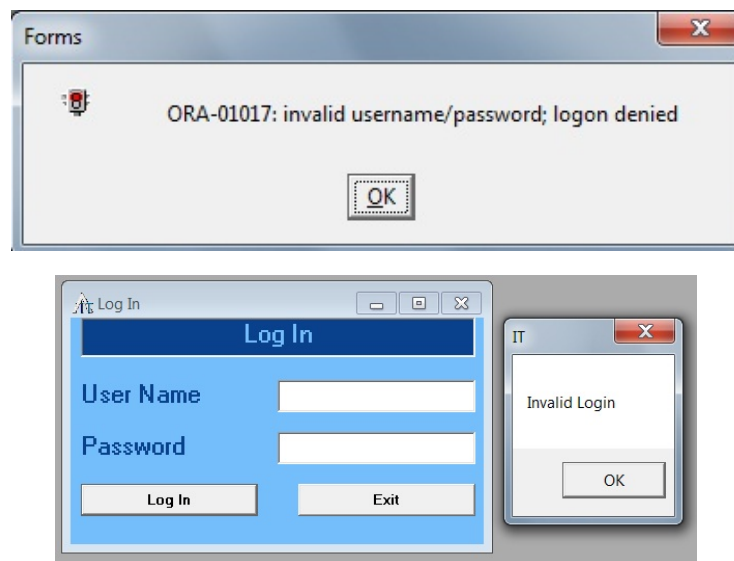 Forms
ORA-01017: invalid username/password; logon denied
OK
Log In
Log In
User Name
Password
Log In
Exit
IT
Invalid Login
OK